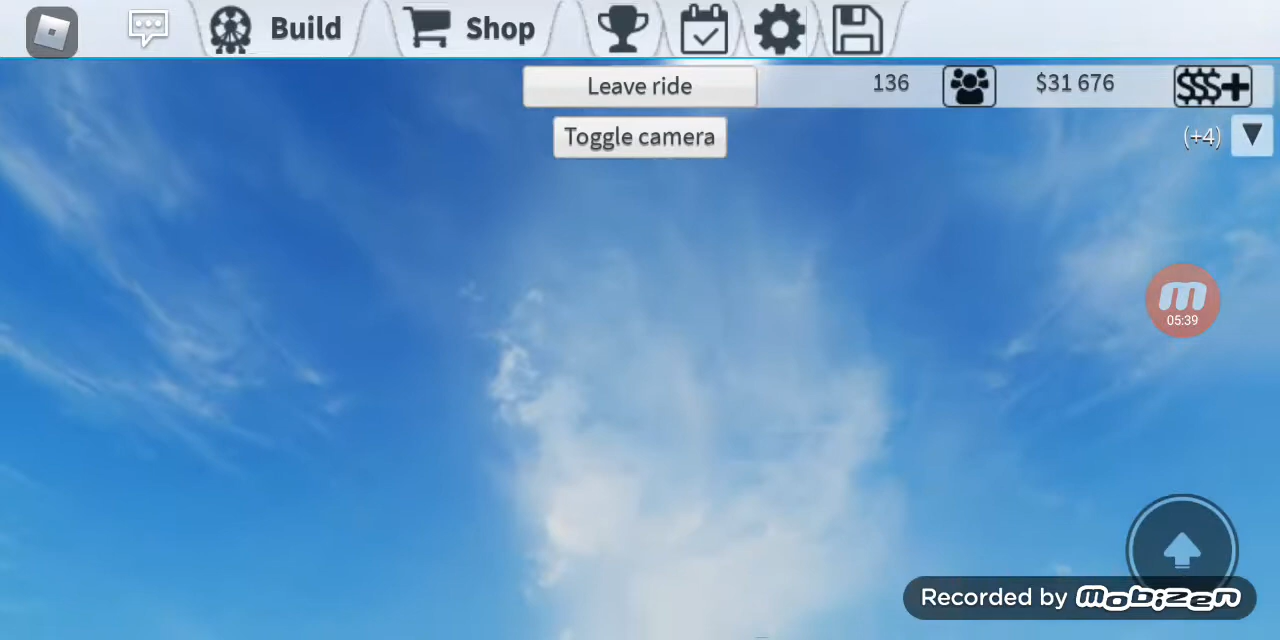 Build
Shop
Leave ride
136
$31 676
$$$+
Toggle camera
(+4)
m
05:39
Recorded by mobizen